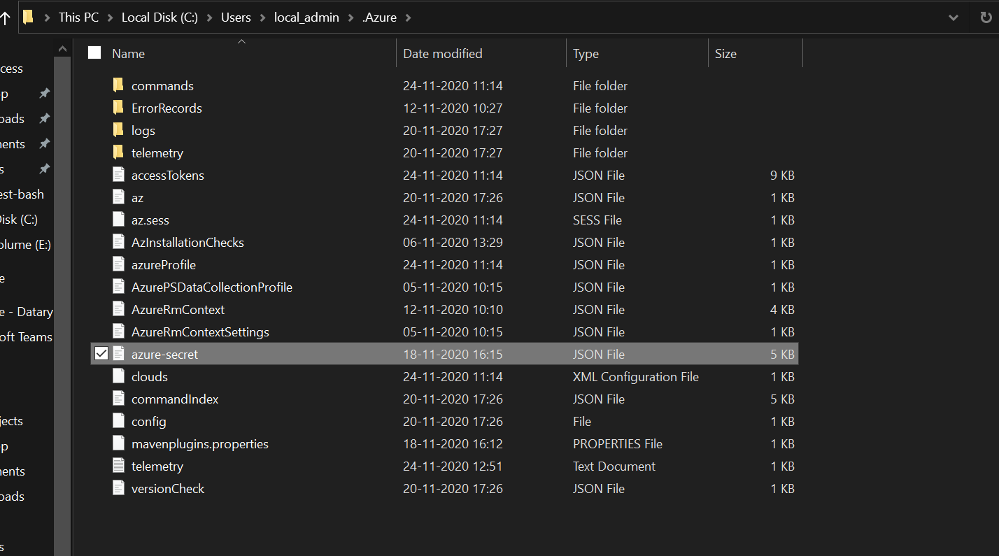 This PC > Local Disk (C:) > Users > local_admin > .Azure >
Name Date modified Type Size
commands 24-11-2020 11:14 File folder
ErrorRecords 12-11-2020 10:27 File folder
logs 20-11-2020 17:27 File folder
telemetry 20-11-2020 17:27 File folder
accessTokens 24-11-2020 11:14 JSON File 9 KB
az 20-11-2020 17:26 JSON File 1 KB
az.sess 24-11-2020 11:14 SESS File 1 KB
AzInstallationChecks 06-11-2020 13:29 JSON File 1 KB
azureProfile 24-11-2020 11:14 JSON File 1 KB
AzurePSDataCollectionProfile 05-11-2020 10:15 JSON File 1 KB
AzureRmContext 12-11-2020 10:10 JSON File 4 KB
AzureRmContextSettings 05-11-2020 10:15 JSON File 1 KB
azure-secret 18-11-2020 16:15 JSON File 5 KB
clouds 24-11-2020 11:14 XML Configuration File 1 KB
commandIndex 20-11-2020 17:26 JSON File 5 KB
config 20-11-2020 17:26 File 1 KB
mavenplugins.properties 18-11-2020 16:12 PROPERTIES File 1 KB
telemetry 24-11-2020 12:51 Text Document 1 KB
versionCheck 20-11-2020 17:26 JSON File 1 KB
cess
p
oads
ents
s
est-bash
Disk (C:)
olume (E:)
e
e - Datary
oft Teams
jects
p
ents
oads
s